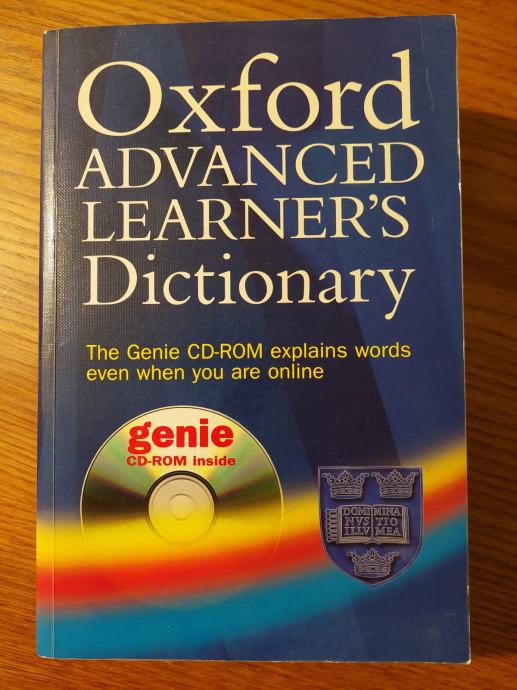 Oxford
ADVANCED
LEARNER'S
Dictionary
The Genie CD-ROM explains words
even when you are online
genie
CD-ROM inside
DOMI MINA
NVS TIO
ILLV MEA